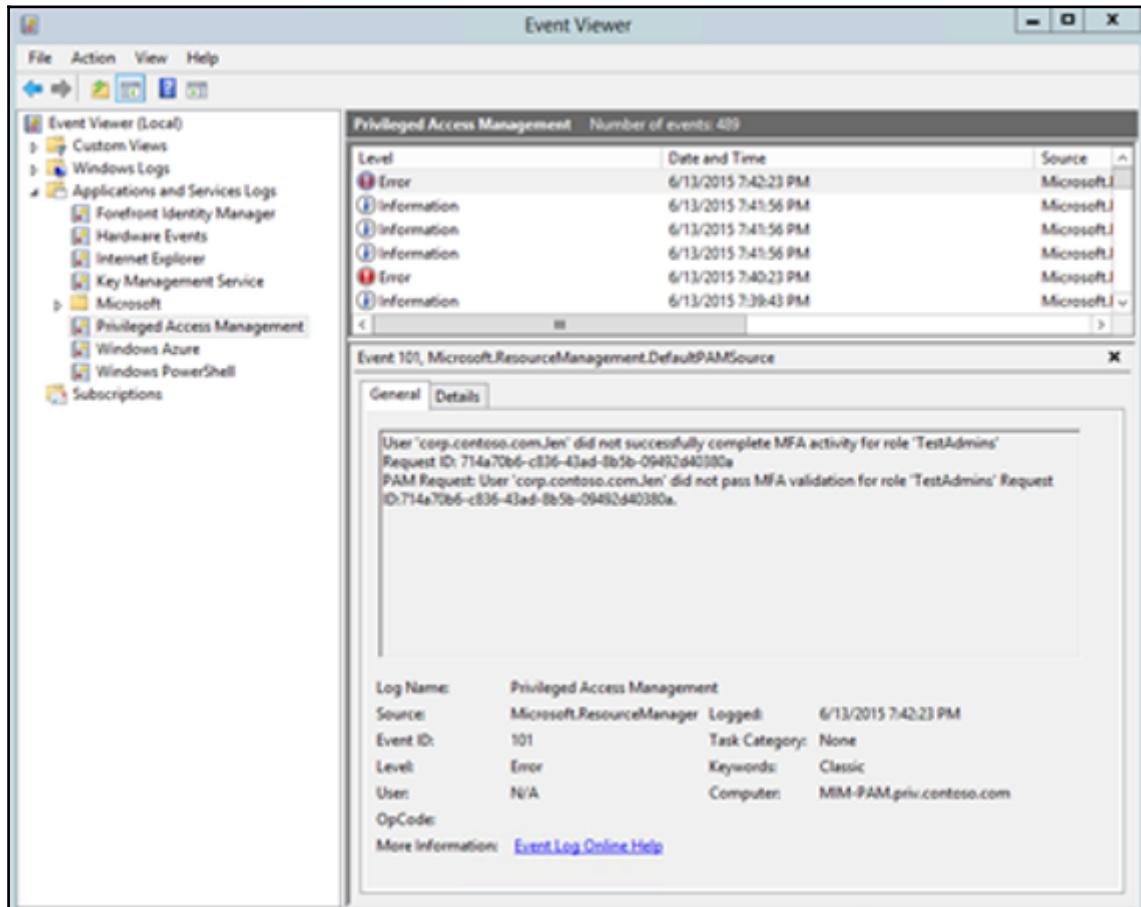 Event Viewer
File Action View Help
Event Viewer (Local)
Custom Views
Windows Logs
Applications and Services Logs
Forefront Identity Manager
Hardware Events
Internet Explorer
Key Management Service
Microsoft
Privileged Access Management
Windows Azure
Windows PowerShell
Subscriptions
Privileged Access Management Number of events: 489
Level Date and Time Source
Error 6/13/2015 7:42:23 PM Microsoft.
Information 6/13/2015 7:41:56 PM Microsoft.
Information 6/13/2015 7:41:56 PM Microsoft.
Information 6/13/2015 7:41:56 PM Microsoft.
Error 6/13/2015 7:40:23 PM Microsoft.
Information 6/13/2015 7:39:43 PM Microsoft.
Event 101, Microsoft.ResourceManagement.DefaultPAMSource
General Details
User 'corp.contoso.com.Jen' did not successfully complete MFA activity for role 'TestAdmins'
Request ID: 714a70b6-c836-43ad-8b5b-09492d40380a
PAM Request: User 'corp.contoso.com.Jen' did not pass MFA validation for role 'TestAdmins' Request
ID:714a70b6-c836-43ad-8b5b-09492d40380a.
Log Name: Privileged Access Management
Source: Microsoft.ResourceManager Logged: 6/13/2015 7:42:23 PM
Event ID: 101 Task Category: None
Level: Error Keywords: Classic
User: N/A Computer: MIM-PAM.priv.contoso.com
OpCode:
More Information: Event Log Online Help